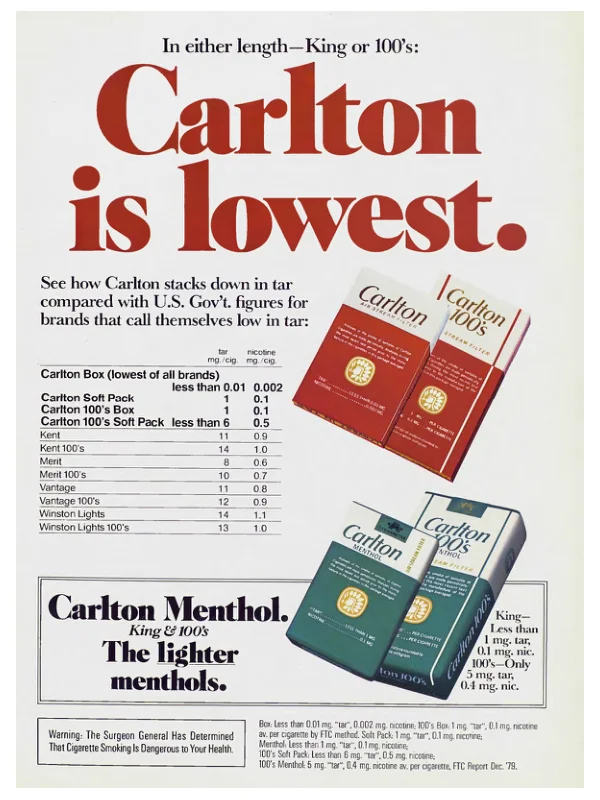 In either length—King or 100's:
Carlton
is lowest.
See how Carlton stacks down in tar
compared with U.S. Gov't. figures for
brands that call themselves low in tar:
tar nicotine
mg./cig. mg./cig.
Carlton Box (lowest of all brands)
less than 0.01 0.002
Carlton Soft Pack 1 0.1
Carlton 100's Box 1 0.1
Carlton 100's Soft Pack less than 6 0.5
Kent 11 0.9
Kent 100's 14 1.0
Merit 8 0.6
Merit 100's 10 0.7
Vantage 11 0.8
Vantage 100's 12 0.9
Winston Lights 14 1.1
Winston Lights 100's 13 1.0
Carlton
AIR STREAM FILTER
Carlton
100's
STREAM FILTER
Carlton
MENTHOL
Carlton
100's
MENTHOL
Carlton 100's
Carlton Menthol.
King & 100's
The lighter
menthols.
King—
Less than
1 mg. tar,
0.1 mg. nic.
100's—Only
5 mg. tar,
0.4 mg. nic.
Warning: The Surgeon General Has Determined
That Cigarette Smoking Is Dangerous to Your Health.
Box: Less than 0.01 mg. "tar", 0.002 mg. nicotine; 100's Box: 1 mg. "tar", 0.1 mg. nicotine
av. per cigarette by FTC method. Soft Pack: 1 mg. "tar", 0.1 mg. nicotine;
Menthol: Less than 1 mg. "tar", 0.1 mg. nicotine;
100's Soft Pack: Less than 6 mg. "tar", 0.5 mg. nicotine;
100's Menthol: 5 mg. "tar", 0.4 mg. nicotine av. per cigarette, FTC Report Dec. '79.